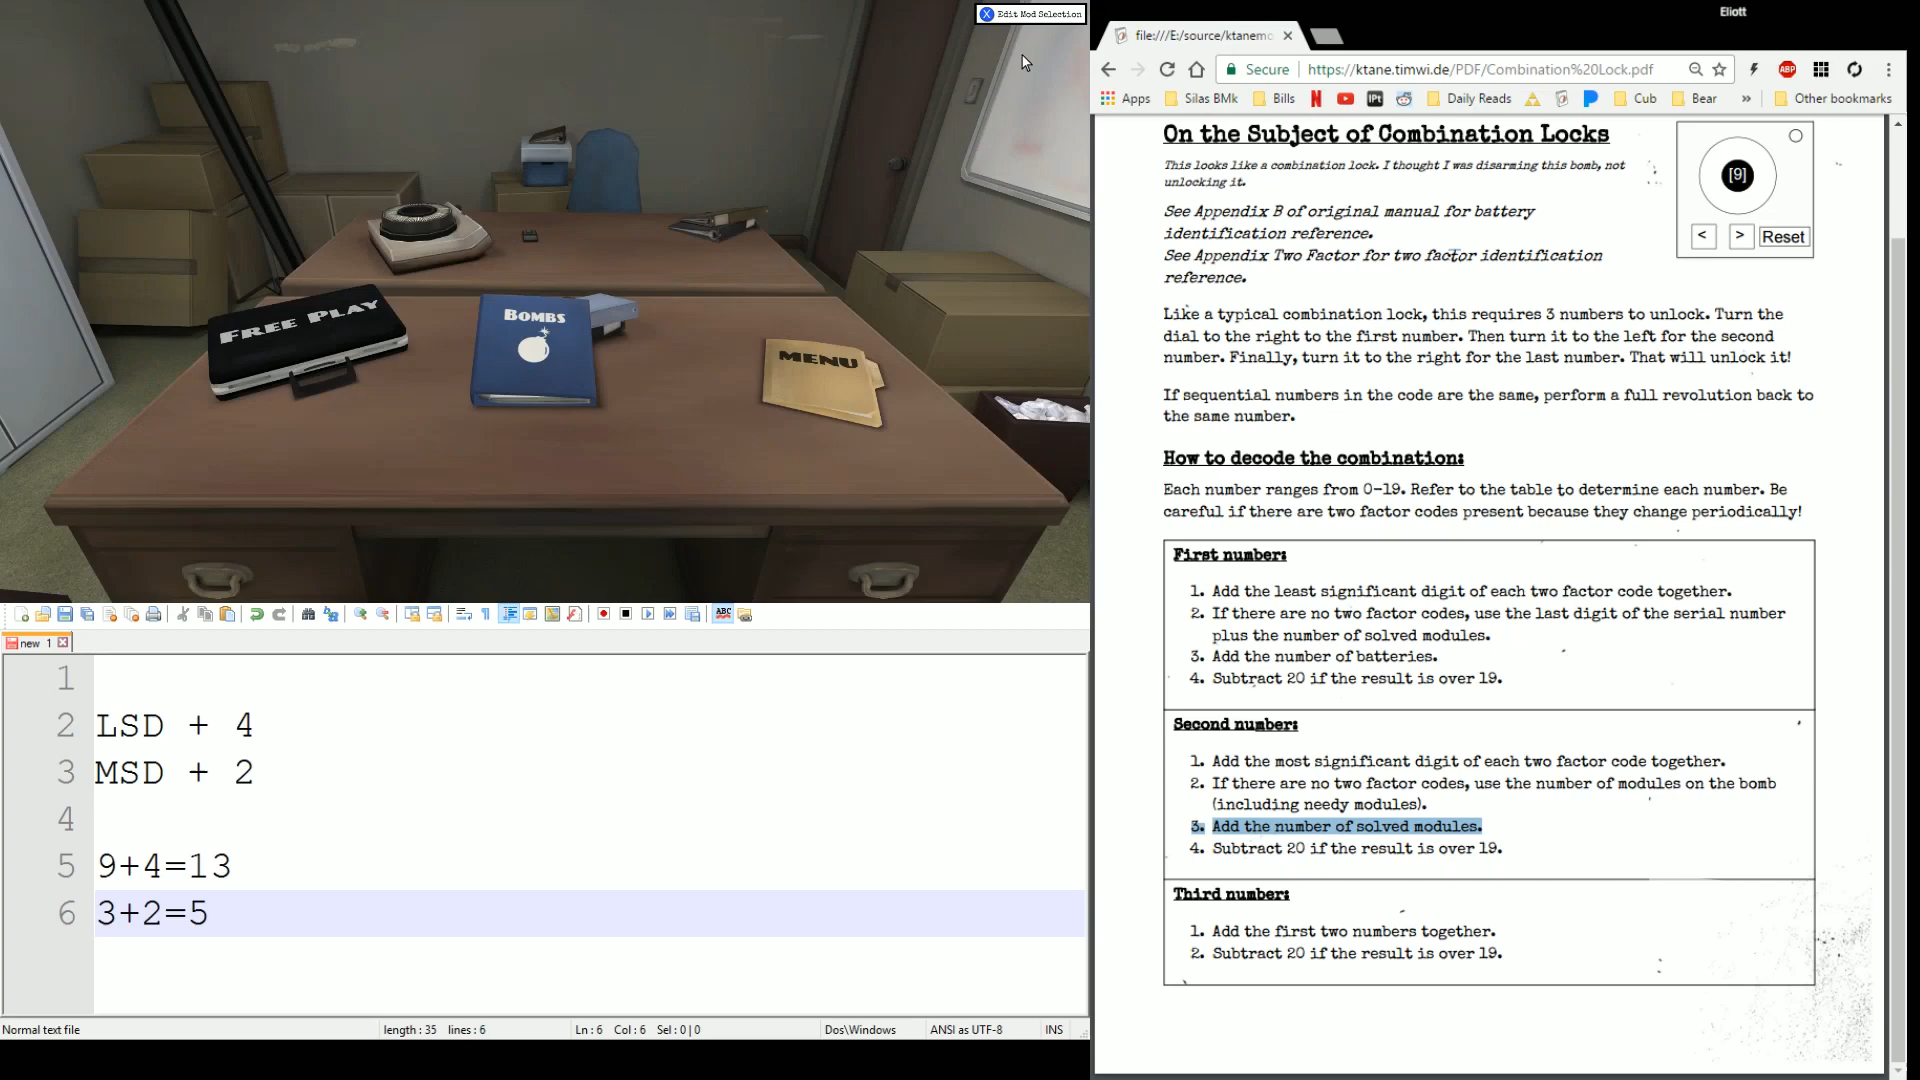 Eliott
X Edit Mod Selection
FREE PLAY
BOMBS
MENU
file:///E:/source/ktanemo
Secure
https://ktane.timwi.de/PDF/Combination%20Lock.pdf
ABP
Apps
Silas BMk
Bills
IPt
Daily Reads
Cub
Bear
»
Other bookmarks
On the Subject of Combination Locks
This looks like a combination lock. I thought I was disarming this bomb, not
unlocking it.
[9]
< > Reset
See Appendix B of original manual for battery
identification reference.
See Appendix Two Factor for two factor identification
reference.
Like a typical combination lock, this requires 3 numbers to unlock. Turn the
dial to the right to the first number. Then turn it to the left for the second
number. Finally, turn it to the right for the last number. That will unlock it!
If sequential numbers in the code are the same, perform a full revolution back to
the same number.
How to decode the combination:
Each number ranges from 0-19. Refer to the table to determine each number. Be
careful if there are two factor codes present because they change periodically!
First number:
1. Add the least significant digit of each two factor code together.
2. If there are no two factor codes, use the last digit of the serial number
plus the number of solved modules.
3. Add the number of batteries.
4. Subtract 20 if the result is over 19.
Second number:
1. Add the most significant digit of each two factor code together.
2. If there are no two factor codes, use the number of modules on the bomb
(including needy modules).
3. Add the number of solved modules.
4. Subtract 20 if the result is over 19.
Third number:
1. Add the first two numbers together.
2. Subtract 20 if the result is over 19.
ABC
new 1
1
2 LSD + 4
3 MSD + 2
4
5 9+4=13
6 3+2=5
Normal text file
length : 35 lines : 6
Ln : 6 Col : 6 Sel : 0 | 0
Dos\Windows
ANSI as UTF-8
INS